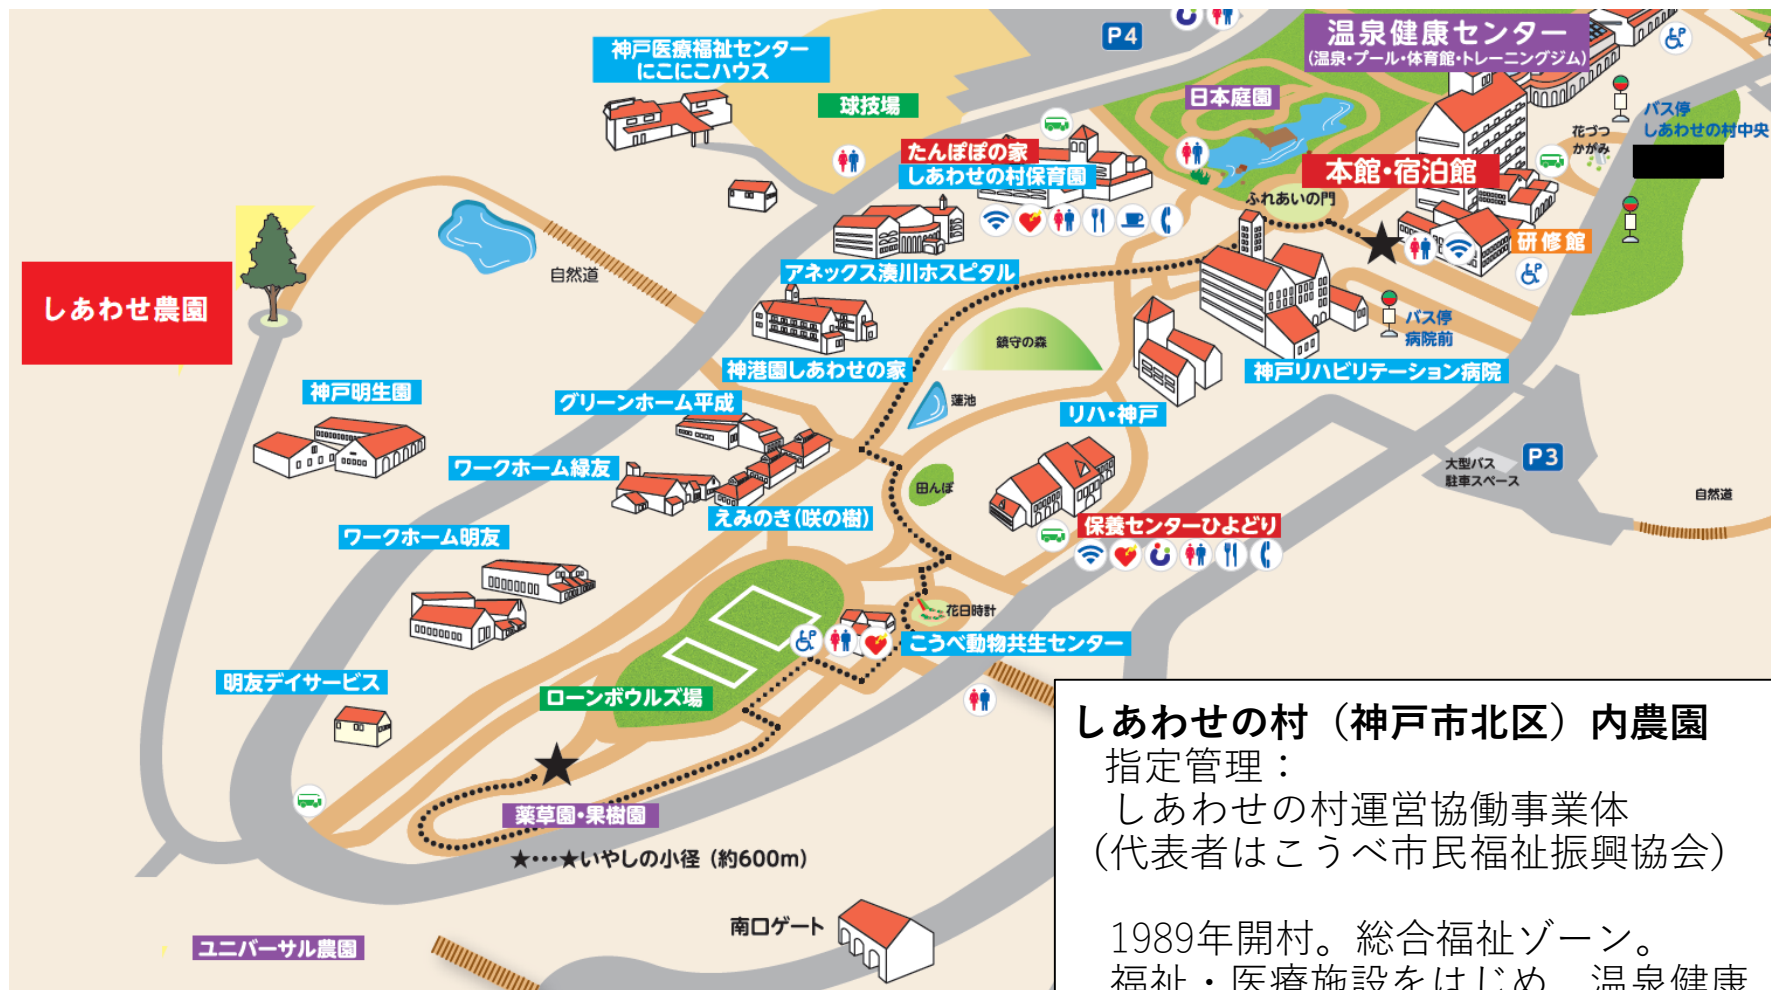 神戸医療福祉センター
にこにこハウス
P4
温泉健康センター
(温泉・プール・体育館・トレーニングジム)
球技場
日本庭園
バス停
しあわせの村中央
花づつ
かがみ
たんぽぽの家
しあわせの村保育園
本館・宿泊館
ふれあいの門
研修館
アネックス湊川ホスピタル
自然道
しあわせ農園
バス停
病院前
鎮守の森
神港園しあわせの家
神戸リハビリテーション病院
神戸明生園
グリーンホーム平成
蓮池
リハ・神戸
ワークホーム緑友
田んぼ
大型バス
駐車スペース
P3
自然道
えみのき(咲の樹)
保養センターひよどり
ワークホーム明友
花日時計
こうべ動物共生センター
明友デイサービス
ローンボウルズ場
薬草園・果樹園
★・・・★いやしの小径（約600m）
南口ゲート
ユニバーサル農園
しあわせの村（神戸市北区）内農園
指定管理：
しあわせの村運営協働事業体
（代表者はこうべ市民福祉振興協会）
1989年開村。総合福祉ゾーン。
福祉・医療施設をはじめ、温泉健康